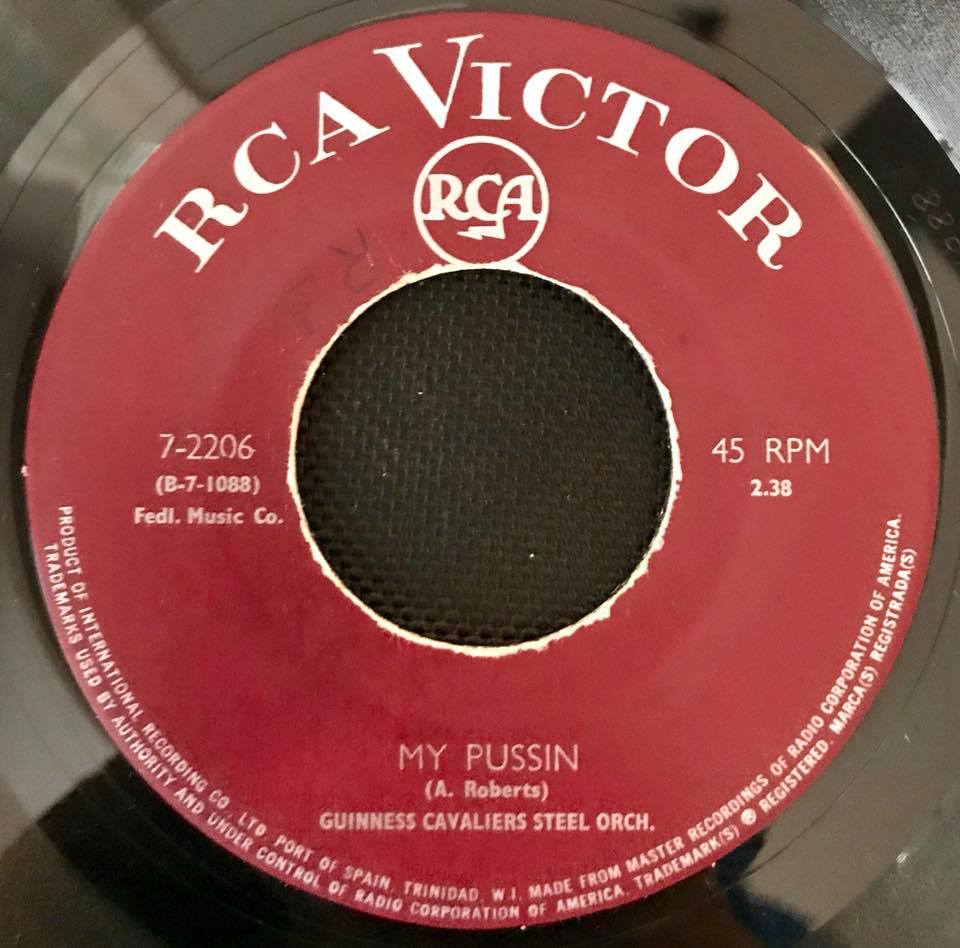 RCA VICTOR
RCA
7-2206
(B-7-1088)
Fedl. Music Co.
45 RPM
2.38
MY PUSSIN
(A. Roberts)
GUINNESS CAVALIERS STEEL ORCH.
PRODUCT OF INTERNATIONAL RECORDING CO. LTD. PORT OF SPAIN, TRINIDAD, W.I. MADE FROM MASTER RECORDINGS OF RADIO CORPORATION OF AMERICA.
TRADEMARKS USED BY AUTHORITY AND UNDER CONTROL OF RADIO CORPORATION OF AMERICA. TRADEMARK(S) ® REGISTERED. MARCA(S) REGISTRADA(S)